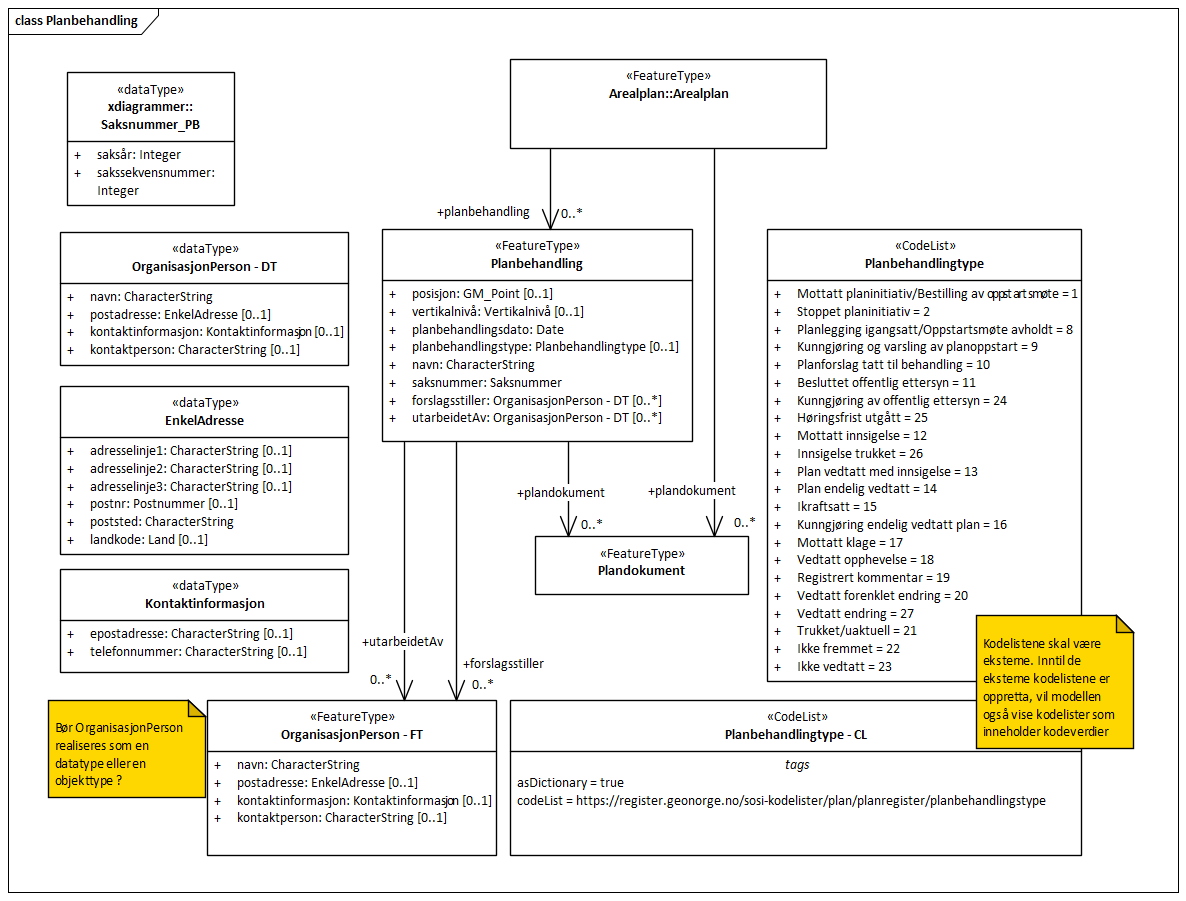 class Planbehandling
«dataType»
xdiagrammer::
Saksnummer_PB
+ saksår: Integer
+ sakssekvensnummer:
Integer
«FeatureType»
Arealplan::Arealplan
+planbehandling
0..*
«dataType»
OrganisasjonPerson - DT
+ navn: CharacterString
+ postadresse: EnkelAdresse [0..1]
+ kontaktinformasjon: Kontaktinformasjon [0..1]
+ kontaktperson: CharacterString [0..1]
«dataType»
EnkelAdresse
+ adresselinje1: CharacterString [0..1]
+ adresselinje2: CharacterString [0..1]
+ adresselinje3: CharacterString [0..1]
+ postnr: Postnummer [0..1]
+ poststed: CharacterString
+ landkode: Land [0..1]
«dataType»
Kontaktinformasjon
+ epostadresse: CharacterString [0..1]
+ telefonnummer: CharacterString [0..1]
«FeatureType»
Planbehandling
+ posisjon: GM_Point [0..1]
+ vertikalnivå: Vertikalnivå [0..1]
+ planbehandlingsdato: Date
+ planbehandlingstype: Planbehandlingtype [0..1]
+ navn: CharacterString
+ saksnummer: Saksnummer
+ forslagsstiller: OrganisasjonPerson - DT [0..*]
+ utarbeidetAv: OrganisasjonPerson - DT [0..*]
+plandokument
0..*
+plandokument
0..*
«FeatureType»
Plandokument
«CodeList»
Planbehandlingtype
+ Mottatt planinitiativ/Bestilling av oppstartsmøte = 1
+ Stoppet planinitiativ = 2
+ Planlegging igangsatt/Oppstartsmøte avholdt = 8
+ Kunngjøring og varsling av planoppstart = 9
+ Planforslag tatt til behandling = 10
+ Besluttet offentlig ettersyn = 11
+ Kunngjøring av offentlig ettersyn = 24
+ Høringsfrist utgått = 25
+ Mottatt innsigelse = 12
+ Innsigelse trukket = 26
+ Plan vedtatt med innsigelse = 13
+ Plan endelig vedtatt = 14
+ Ikraftsatt = 15
+ Kunngjøring endelig vedtatt plan = 16
+ Mottatt klage = 17
+ Vedtatt opphevelse = 18
+ Registrert kommentar = 19
+ Vedtatt forenklet endring = 20
+ Vedtatt endring = 27
+ Trukket/uaktuell = 21
+ Ikke fremmet = 22
+ Ikke vedtatt = 23
Kodelistene skal være
eksterne. Inntil de
eksterne kodelistene er
oppretta, vil modellen
også vise kodelister som
inneholder kodeverdier
+utarbeidetAv
0..*
+forslagsstiller
0..*
Bør OrganisasjonPerson
realiseres som en
datatype eller en
objekttype ?
«FeatureType»
OrganisasjonPerson - FT
+ navn: CharacterString
+ postadresse: EnkelAdresse [0..1]
+ kontaktinformasjon: Kontaktinformasjon [0..1]
+ kontaktperson: CharacterString [0..1]
«CodeList»
Planbehandlingtype - CL
tags
asDictionary = true
codeList = https://register.geonorge.no/sosi-kodelister/plan/planregister/planbehandlingstype